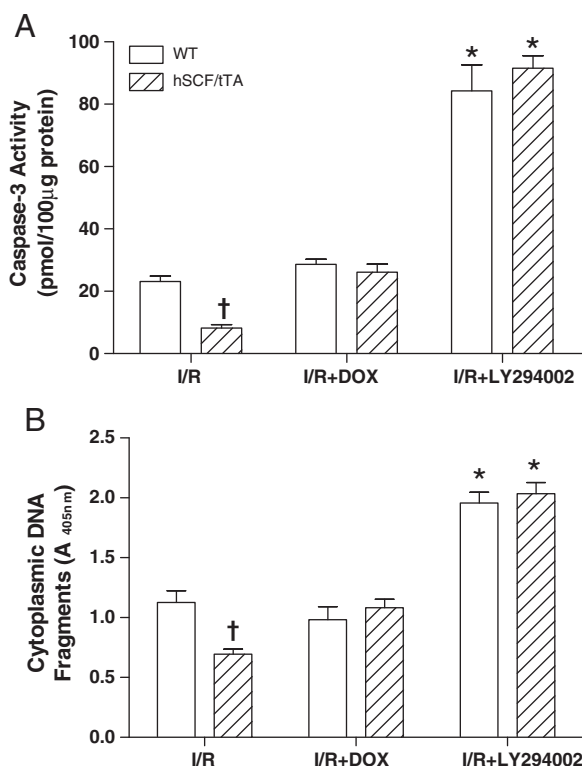 A
WT
hSCF/tTA
Caspase-3 Activity
(pmol/100μg protein)
100
80
60
40
20
0
*
*
†
I/R
I/R+DOX
I/R+LY294002
B
Cytoplasmic DNA
Fragments (A 405nm)
2.5
2.0
1.5
1.0
0.5
0.0
*
*
†
I/R
I/R+DOX
I/R+LY294002